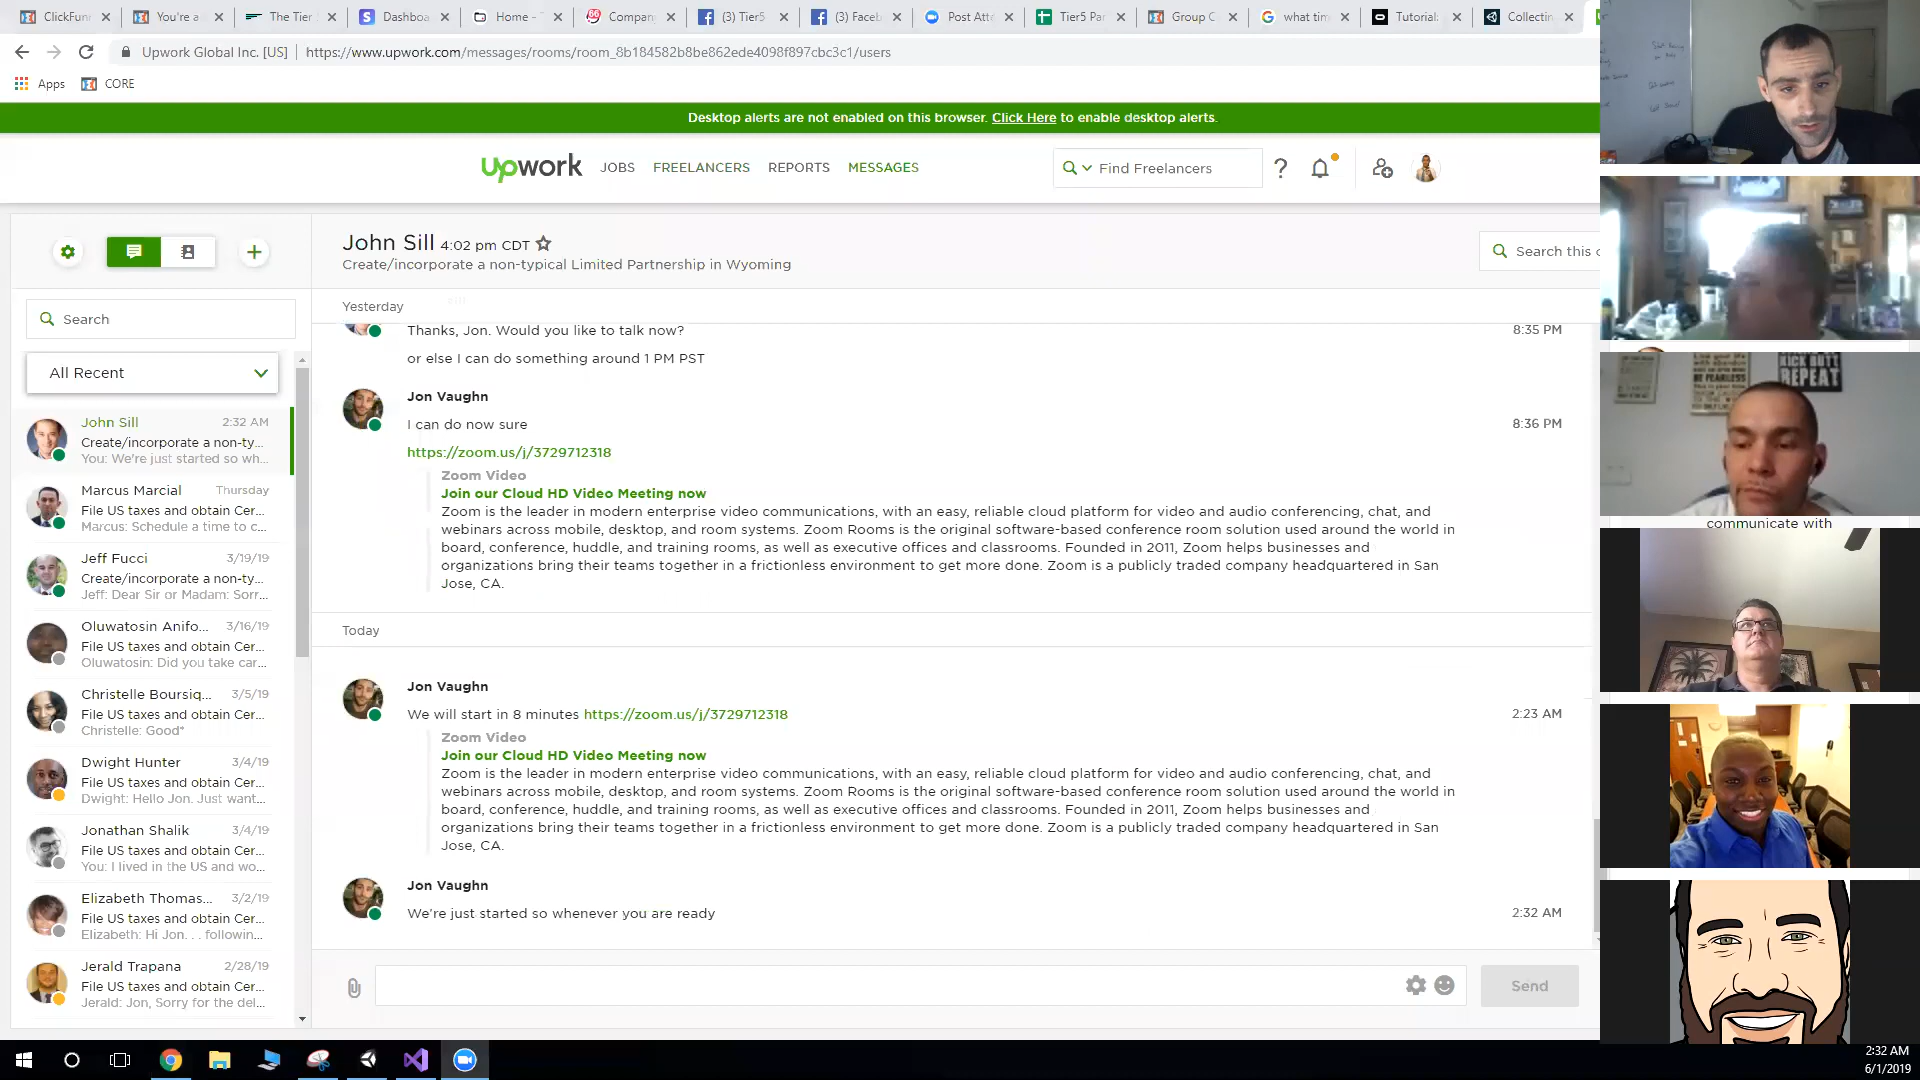 ClickFun
You're a
The Tier
Dashboa
Home -
Company
(3) Tier5
(3) Faceb
Post Atte
Tier5 Par
Group C
what tim
Tutorial
Collectin
Upwork Global Inc. [US] | https://www.upwork.com/messages/rooms/room_8b184582b8be862ede4098f897cbc3c1/users
Apps CORE
Desktop alerts are not enabled on this browser. Click Here to enable desktop alerts.
upwork JOBS FREELANCERS REPORTS MESSAGES Find Freelancers ?
John Sill 4:02 pm CDT
Create/incorporate a non-typical Limited Partnership in Wyoming
Search this c
Search
All Recent
John Sill 2:32 AM
Create/incorporate a non-ty...
You: We're just started so wh...
Marcus Marcial Thursday
File US taxes and obtain Cer...
Marcus: Schedule a time to c...
Jeff Fucci 3/19/19
Create/incorporate a non-ty...
Jeff: Dear Sir or Madam: Sorr...
Oluwatosin Anifo... 3/16/19
File US taxes and obtain Cer...
Oluwatosin: Did you take car...
Christelle Boursiq... 3/5/19
File US taxes and obtain Cer...
Christelle: Good*
Dwight Hunter 3/4/19
File US taxes and obtain Cer...
Dwight: Hello Jon. Just want...
Jonathan Shalik 3/4/19
File US taxes and obtain Cer...
You: I lived in the US and wo...
Elizabeth Thomas... 3/2/19
File US taxes and obtain Cer...
Elizabeth: Hi Jon. . . followin...
Jerald Trapana 2/28/19
File US taxes and obtain Cer...
Jerald: Jon, Sorry for the del...
Yesterday
Thanks, Jon. Would you like to talk now? 8:35 PM
or else I can do something around 1 PM PST
Jon Vaughn
I can do now sure 8:36 PM
https://zoom.us/j/3729712318
Zoom Video
Join our Cloud HD Video Meeting now
Zoom is the leader in modern enterprise video communications, with an easy, reliable cloud platform for video and audio conferencing, chat, and
webinars across mobile, desktop, and room systems. Zoom Rooms is the original software-based conference room solution used around the world in
board, conference, huddle, and training rooms, as well as executive offices and classrooms. Founded in 2011, Zoom helps businesses and
organizations bring their teams together in a frictionless environment to get more done. Zoom is a publicly traded company headquartered in San
Jose, CA.
Today
Jon Vaughn
We will start in 8 minutes https://zoom.us/j/3729712318 2:23 AM
Zoom Video
Join our Cloud HD Video Meeting now
Zoom is the leader in modern enterprise video communications, with an easy, reliable cloud platform for video and audio conferencing, chat, and
webinars across mobile, desktop, and room systems. Zoom Rooms is the original software-based conference room solution used around the world in
board, conference, huddle, and training rooms, as well as executive offices and classrooms. Founded in 2011, Zoom helps businesses and
organizations bring their teams together in a frictionless environment to get more done. Zoom is a publicly traded company headquartered in San
Jose, CA.
Jon Vaughn
We're just started so whenever you are ready 2:32 AM
Send
BE FEARLESS
KICK BUTT
REPEAT
communicate with
2:32 AM
6/1/2019